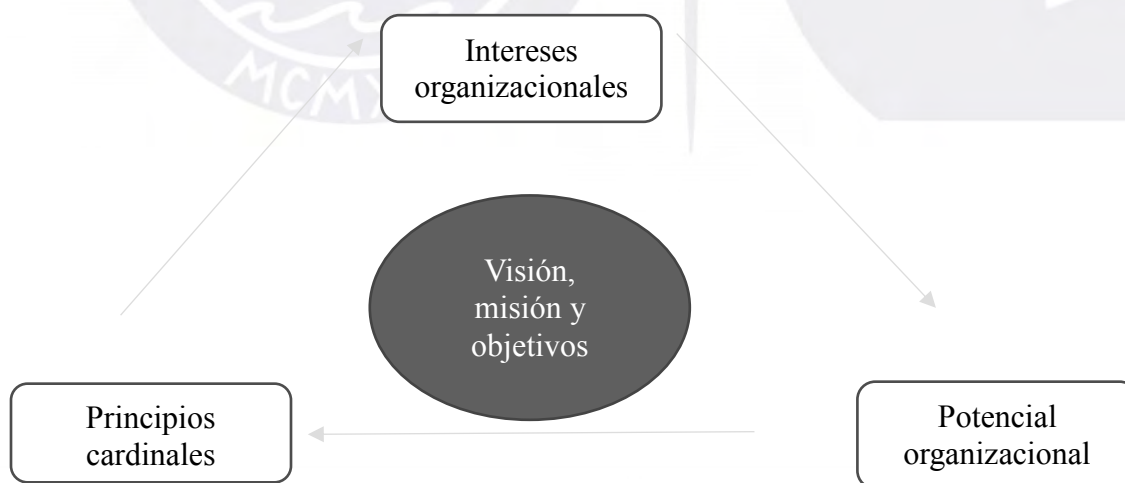 Intereses
organizacionales
Visión,
misión y
objetivos
Principios
cardinales
Potencial
organizacional